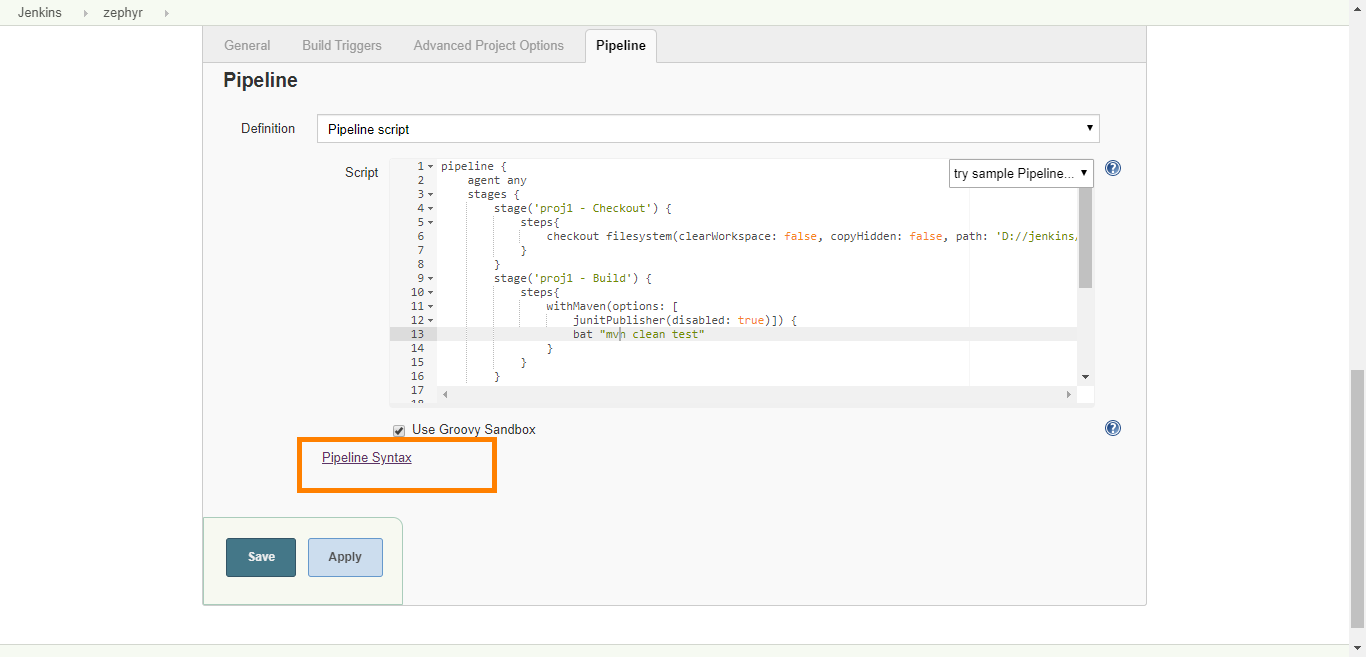 Jenkins zephyr
General Build Triggers Advanced Project Options Pipeline
Pipeline
Definition Pipeline script
Script
try sample Pipeline...
1 pipeline {
2 agent any
3 stages {
4 stage('proj1 - Checkout') {
5 steps{
6 checkout filesystem(clearWorkspace: false, copyHidden: false, path: 'D://jenkins,
7 }
8 }
9 stage('proj1 - Build') {
10 steps{
11 withMaven(options: [
12 junitPublisher(disabled: true)]) {
13 bat "mvn clean test"
14 }
15 }
16 }
17
Use Groovy Sandbox
Pipeline Syntax
Save Apply